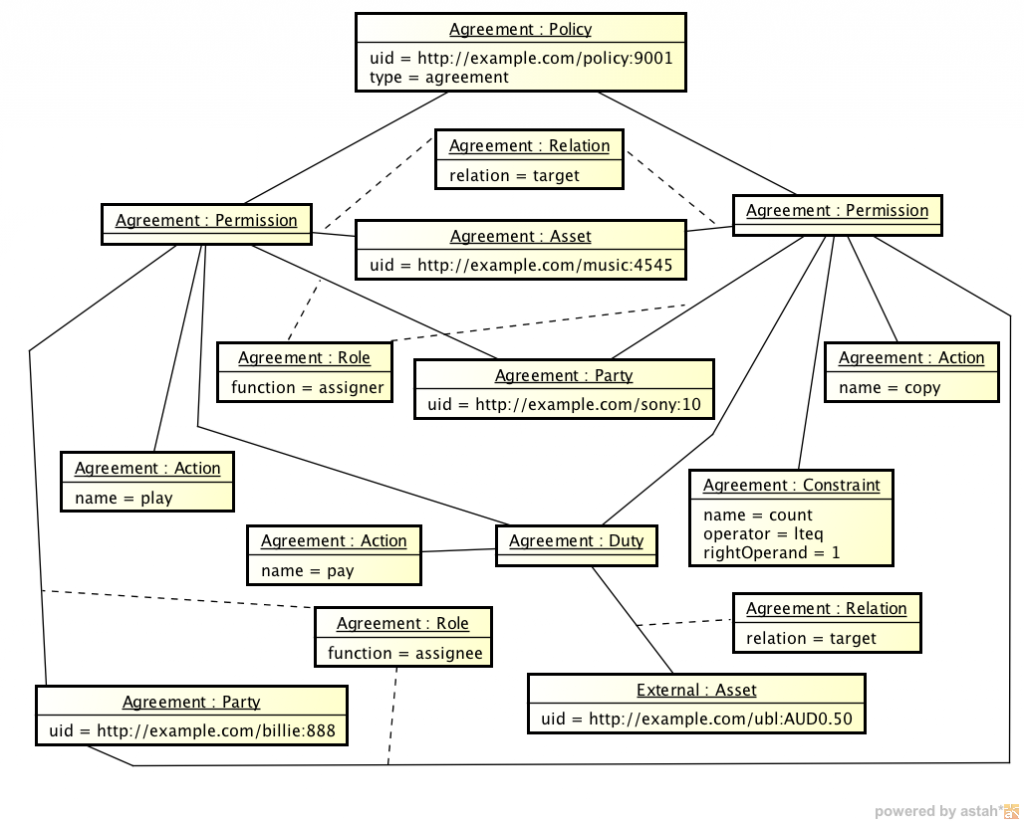 Agreement : Policy
uid = http://example.com/policy:9001
type = agreement
Agreement : Relation
relation = target
Agreement : Permission
Agreement : Permission
Agreement : Asset
uid = http://example.com/music:4545
Agreement : Role
function = assigner
Agreement : Party
uid = http://example.com/sony:10
Agreement : Action
name = copy
Agreement : Action
name = play
Agreement : Constraint
name = count
operator = lteq
rightOperand = 1
Agreement : Action
name = pay
Agreement : Duty
Agreement : Role
function = assignee
Agreement : Relation
relation = target
Agreement : Party
uid = http://example.com/billie:888
External : Asset
uid = http://example.com/ubl:AUD0.50
powered by astah*